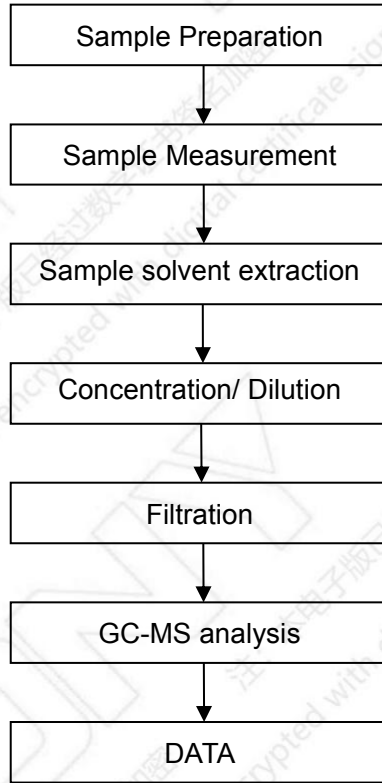 Sample Preparation
Sample Measurement
Sample solvent extraction
Concentration/ Dilution
Filtration
GC-MS analysis
DATA